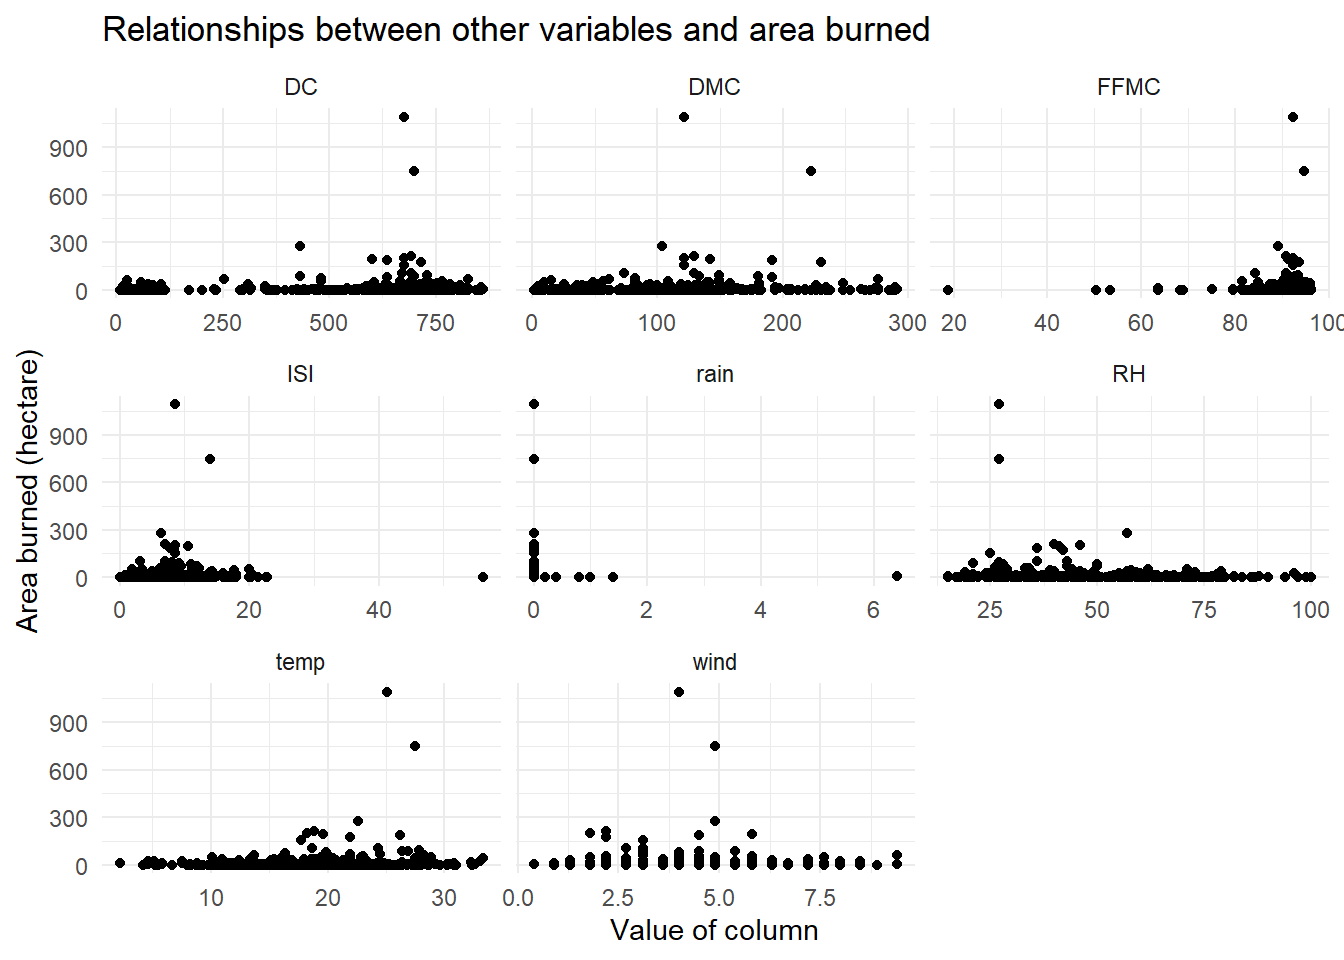 Relationships between other variables and area burned
DC DMC FFMC
900
600
300
0
0 250 500 750 0 100 200 300 20 40 60 80 100
ISI rain RH
900
600
300
0
0 20 40 0 2 4 6 25 50 75 100
temp wind
900
600
300
0
10 20 30 0.0 2.5 5.0 7.5
Area burned (hectare)
Value of column